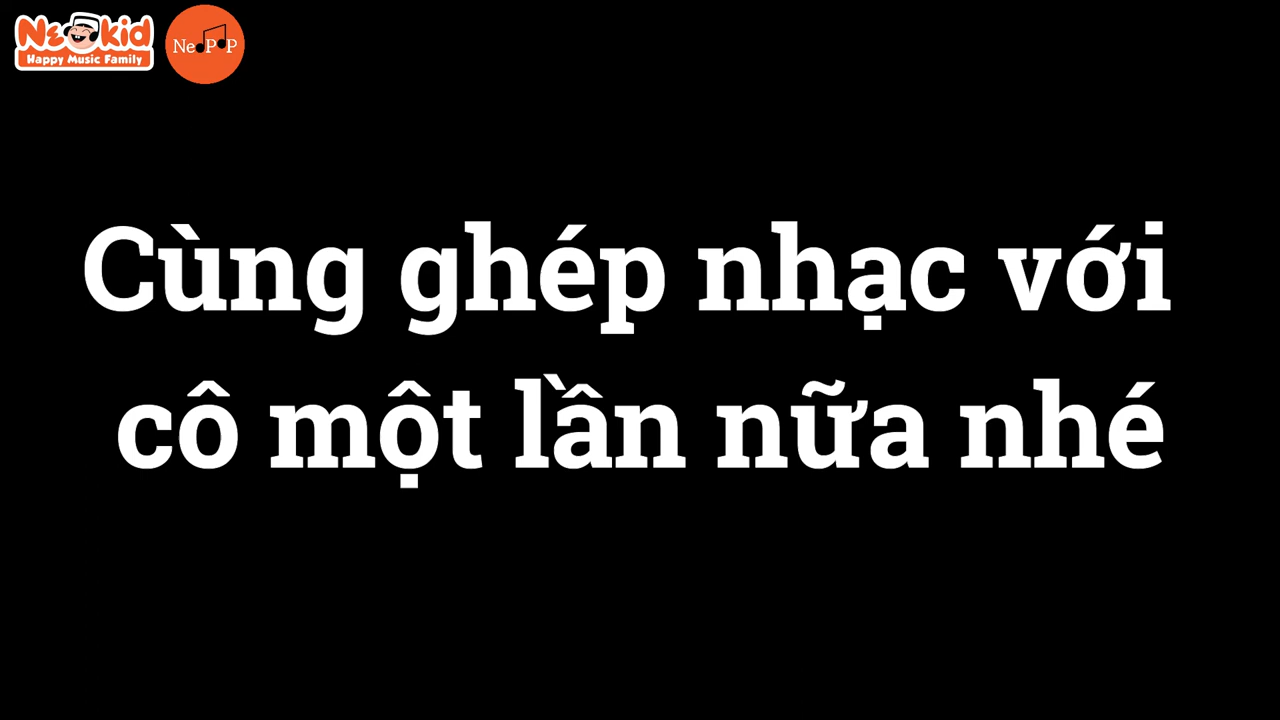 Neokid
Happy Music Family
NePoP
Cùng ghép nhạc với
cô một lần nữa nhé